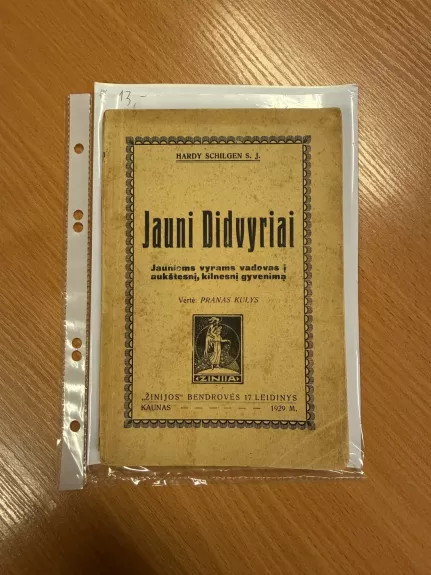 13,-
HARDY SCHILGEN S. J.
Jauni Didvyriai
Jauniems vyrams vadovas į
aukštesnį, kilnesnį gyvenimą
Vertė PRANAS KULYS
„ŽINIJA“
„ŽINIJOS" BENDROVĖS 17 LEIDINYS
KAUNAS — — — — — — 1929 M.